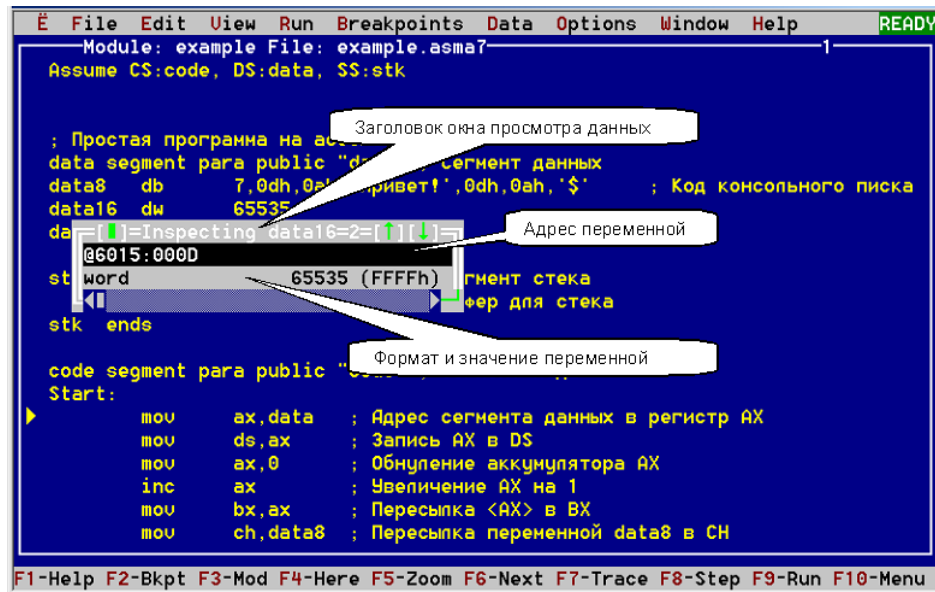 Ë File Edit View Run Breakpoints Data Options Window Help READY
Module: example File: example.asm 47 1
Assume CS:code, DS:data, SS:stk
; Простая программа на а
Заголовок окна просмотра данных
data segment para public "d сегмент данных
data8 db 7,0dh,0ah Привет!',0dh,0ah,'$' ; Код консольного писка
data16 dw 65535
da
[▮]=Inspecting data16=2=[↑][↓]
Адрес переменной
@6015:000D
st word 65535 (FFFFh) гмент стека
фер для стека
stk ends
Формат и значение переменной
code segment para public "
Start:
mov ax,data ; Адрес сегмента данных в регистр AX
mov ds,ax ; Запись AX в DS
mov ax,0 ; Обнуление аккумулятора AX
inc ax ; Увеличение AX на 1
mov bx,ax ; Пересылка <AX> в BX
mov ch,data8 ; Пересылка переменной data8 в CH
F1-Help F2-Bkpt F3-Mod F4-Here F5-Zoom F6-Next F7-Trace F8-Step F9-Run F10-Menu